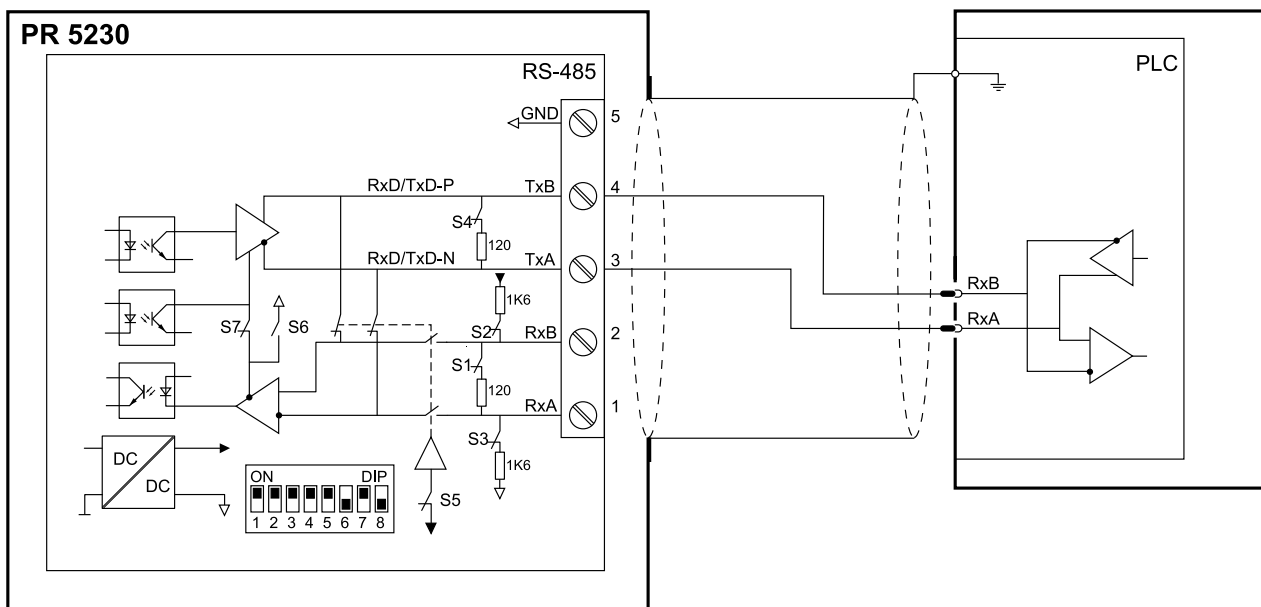 PR 5230
RS-485
PLC
GND
5
RxD/TxD-P
TxB
4
S4
120
RxD/TxD-N
TxA
3
1K6
RxB
S7
S6
S2
RxB
2
RxA
S1
120
RxA
1
S3
1K6
DC
DC
ON
DIP
S5
1 2 3 4 5 6 7 8